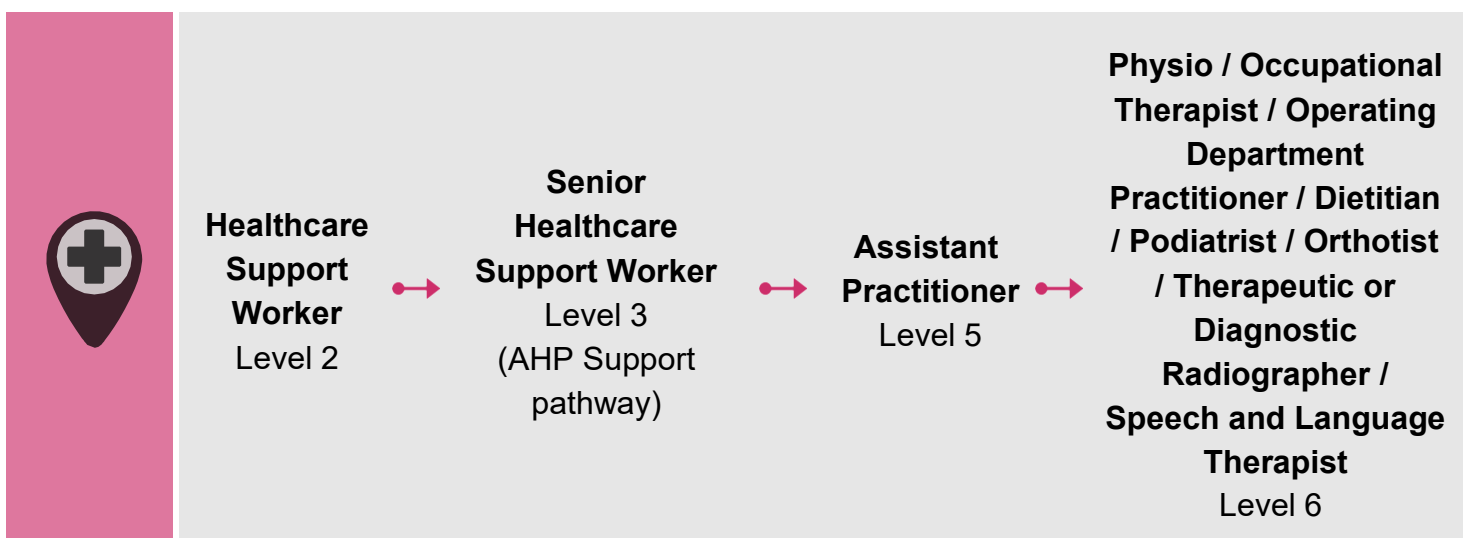 Healthcare
Support
Worker
Level 2
Senior
Healthcare
Support Worker
Level 3
(AHP Support
pathway)
Assistant
Practitioner
Level 5
Physio / Occupational
Therapist / Operating
Department
Practitioner / Dietitian
/ Podiatrist / Orthotist
/ Therapeutic or
Diagnostic
Radiographer /
Speech and Language
Therapist
Level 6